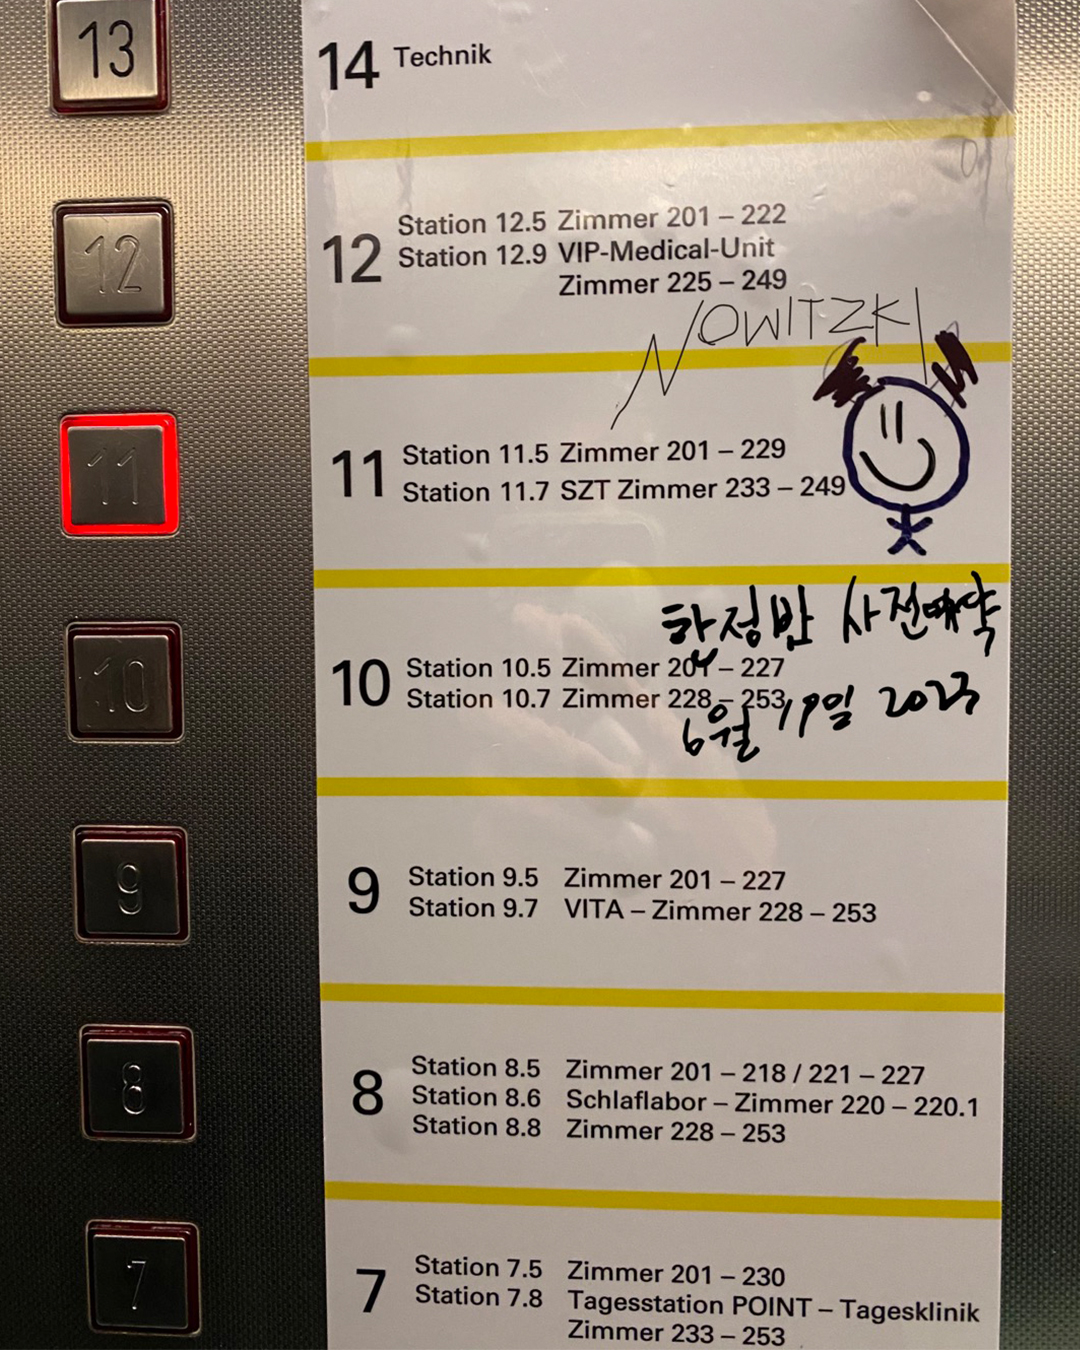 13
14 Technik
12
12 Station 12.5 Zimmer 201 – 222
Station 12.9 VIP-Medical-Unit
Zimmer 225 – 249
NOWITZKI
11
11 Station 11.5 Zimmer 201 – 229
Station 11.7 SZT Zimmer 233 – 249
하정밤 사전예약
10
10 Station 10.5 Zimmer 201 – 227
Station 10.7 Zimmer 228 – 253
6월 19일 2023
9
9 Station 9.5 Zimmer 201 – 227
Station 9.7 VITA – Zimmer 228 – 253
8
8 Station 8.5 Zimmer 201 – 218 / 221 – 227
Station 8.6 Schlaflabor – Zimmer 220 – 220.1
Station 8.8 Zimmer 228 – 253
7
7 Station 7.5 Zimmer 201 – 230
Station 7.8 Tagesstation POINT – Tagesklinik
Zimmer 233 – 253